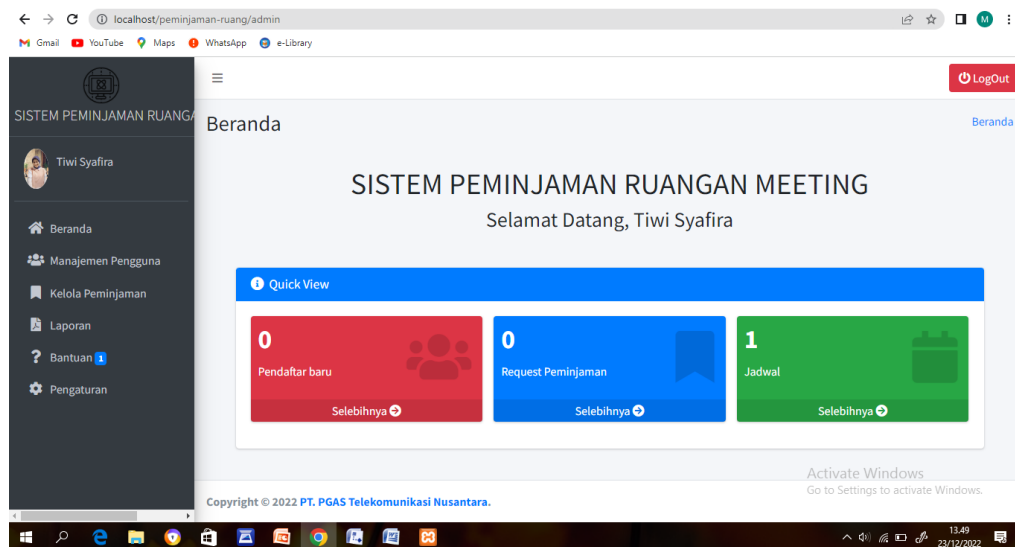 localhost/peminjaman-ruang/admin
M
Gmail YouTube Maps WhatsApp e-Library
SISTEM PEMINJAMAN RUANGA
LogOut
Beranda
Beranda
Tiwi Syafira
SISTEM PEMINJAMAN RUANGAN MEETING
Selamat Datang, Tiwi Syafira
Beranda
Manajemen Pengguna
Kelola Peminjaman
Laporan
Bantuan 1
Pengaturan
Quick View
0
Pendaftar baru
Selebihnya
0
Request Peminjaman
Selebihnya
1
Jadwal
Selebihnya
Activate Windows
Go to Settings to activate Windows.
Copyright © 2022 PT. PGAS Telekomunikasi Nusantara.
13.49
23/12/2022